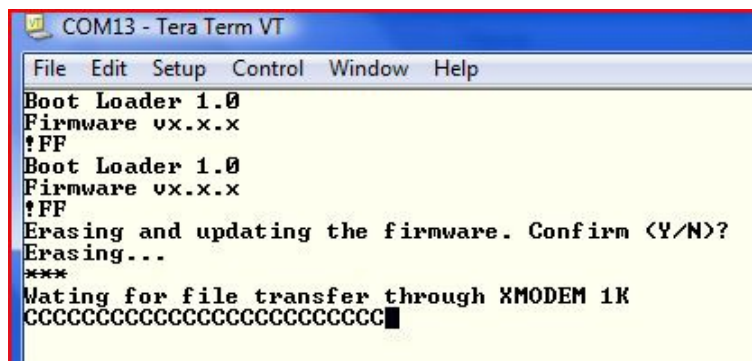 COM13 - Tera Term VT
File Edit Setup Control Window Help
Boot Loader 1.0
Firmware vx.x.x
!FF
Boot Loader 1.0
Firmware vx.x.x
!FF
Erasing and updating the firmware. Confirm (Y/N)?
Erasing...
***
Wating for file transfer through XMODEM 1K
CCCCCCCCCCCCCCCCCCCCCCCCCC